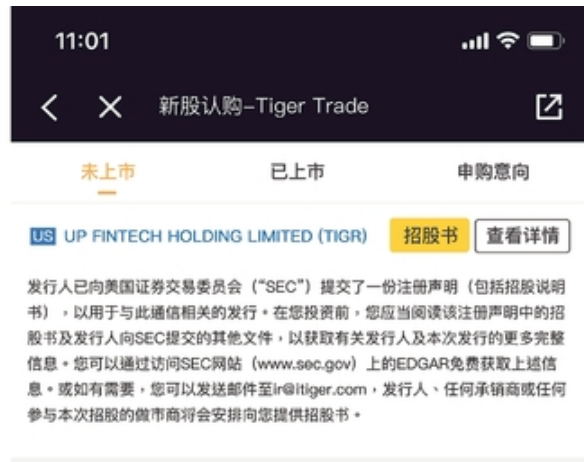 11:01
新股认购-Tiger Trade
未上市 已上市 申购意向
US UP FINTECH HOLDING LIMITED (TIGR) 招股书 查看详情
发行人已向美国证券交易委员会（“SEC”）提交了一份注册声明（包括招股说明
书），以用于与此通信相关的发行。在您投资前，您应当阅读该注册声明中的招
股书及发行人向SEC提交的其他文件，以获取有关发行人及本次发行的更多完整
信息。您可以通过访问SEC网站（www.sec.gov）上的EDGAR免费获取上述信
息。或如有需要，您可以发送邮件至ir@itiger.com，发行人、任何承销商或任何
参与本次招股的做市商将会安排向您提供招股书。